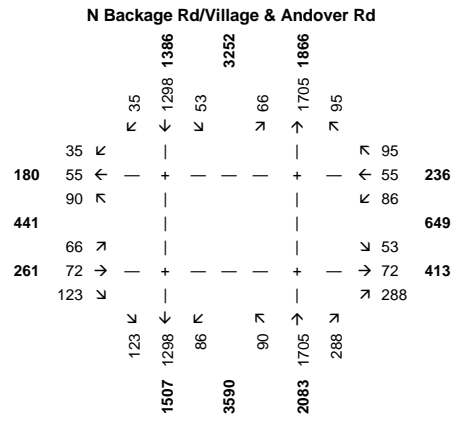 N Backage Rd/Village & Andover Rd
1386 3252 1866
35 1298 53 66 1705 95
↙ ↓ ↘ ↗ ↑ ↖
35 ↙ | | ↖ 95
180 55 ← — + — — — + — ← 55 236
90 ↖ | | ↙ 86
441 | | 649
66 ↗ | | ↘ 53
261 72 → — + — — — + — → 72 413
123 ↘ | | ↗ 288
↘ ↓ ↙ ↖ ↑ ↗
123 1298 86 90 1705 288
1507 3590 2083